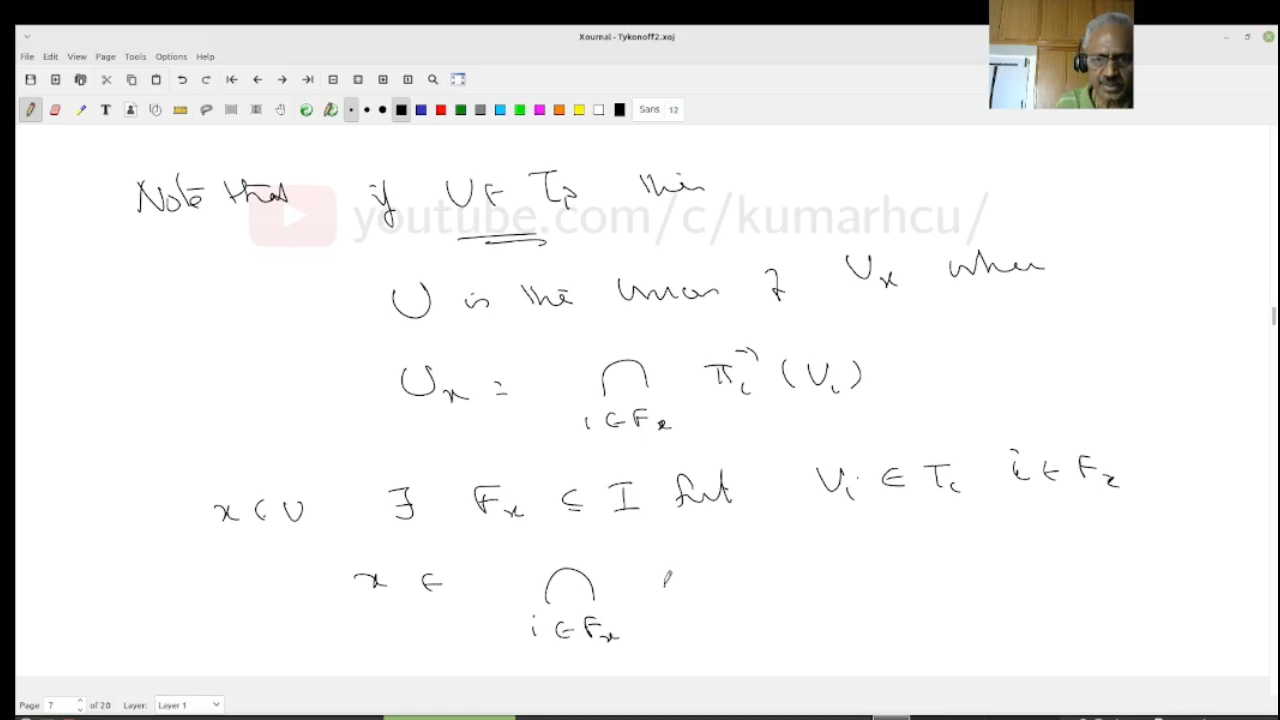 Xournal - Tykonoff2.xoj
File Edit View Page Tools Options Help
Sans 12
Note that if U ∈ T_P then
youtube.com/c/kumarhcu/
U is the union of U_x where
U_x = ⋂_{i ∈ F_x} π_i^{-1} (V_i)
x ∈ U ∃ F_x ⊆ I finite V_i ∈ T_i i ∈ F_x
x ∈ ⋂_{i ∈ F_x}
Page 7 of 20 Layer: Layer 1